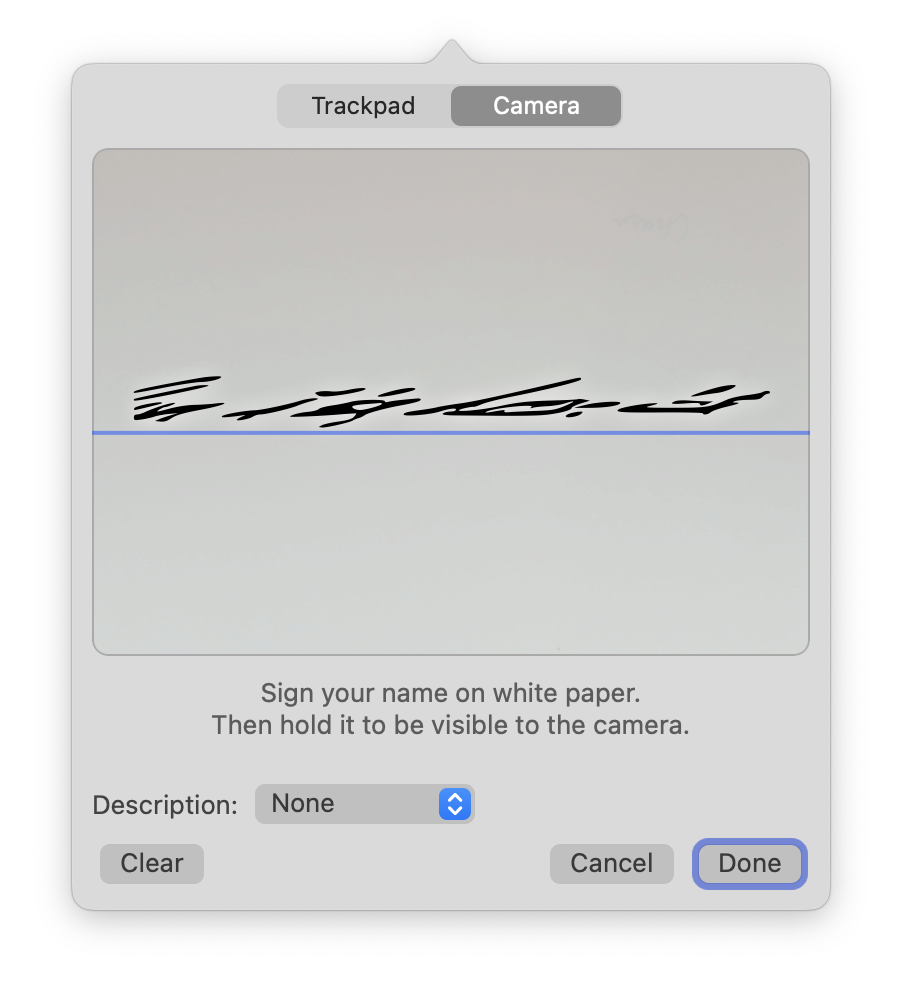 Trackpad Camera
Sign your name on white paper.
Then hold it to be visible to the camera.
Description: None
Clear Cancel Done